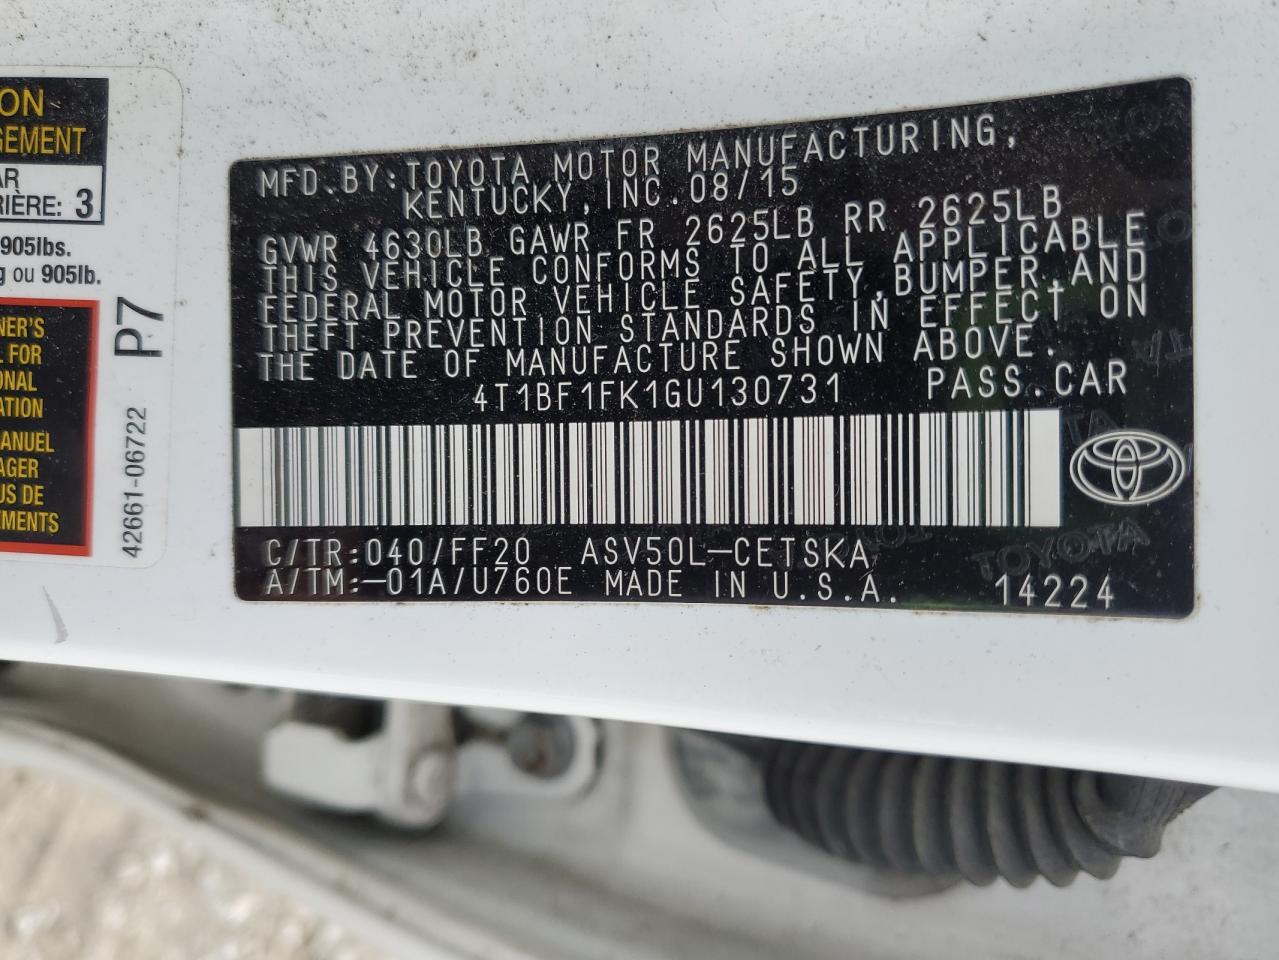 ON
GEMENT
AR
RIÈRE: 3
905lbs.
g ou 905lb.
NER'S
L FOR
ONAL
ATION
ANUEL
AGER
US DE
EMENTS
P7
42661-06722
MFD.BY:TOYOTA MOTOR MANUFACTURING,
KENTUCKY, INC.08/15
GVWR 4630LB GAWR FR 2625LB RR 2625LB
THIS VEHICLE CONFORMS TO ALL APPLICABLE
FEDERAL MOTOR VEHICLE SAFETY,BUMPER,AND
THEFT PREVENTION STANDARDS IN EFFECT ON
THE DATE OF MANUFACTURE SHOWN ABOVE.
4T1BF1FK1GU130731 PASS.CAR
C/TR:040/FF20 ASV50L-CETSKA
A/TM:-01A/U760E MADE IN U.S.A. 14224
TOYOTA